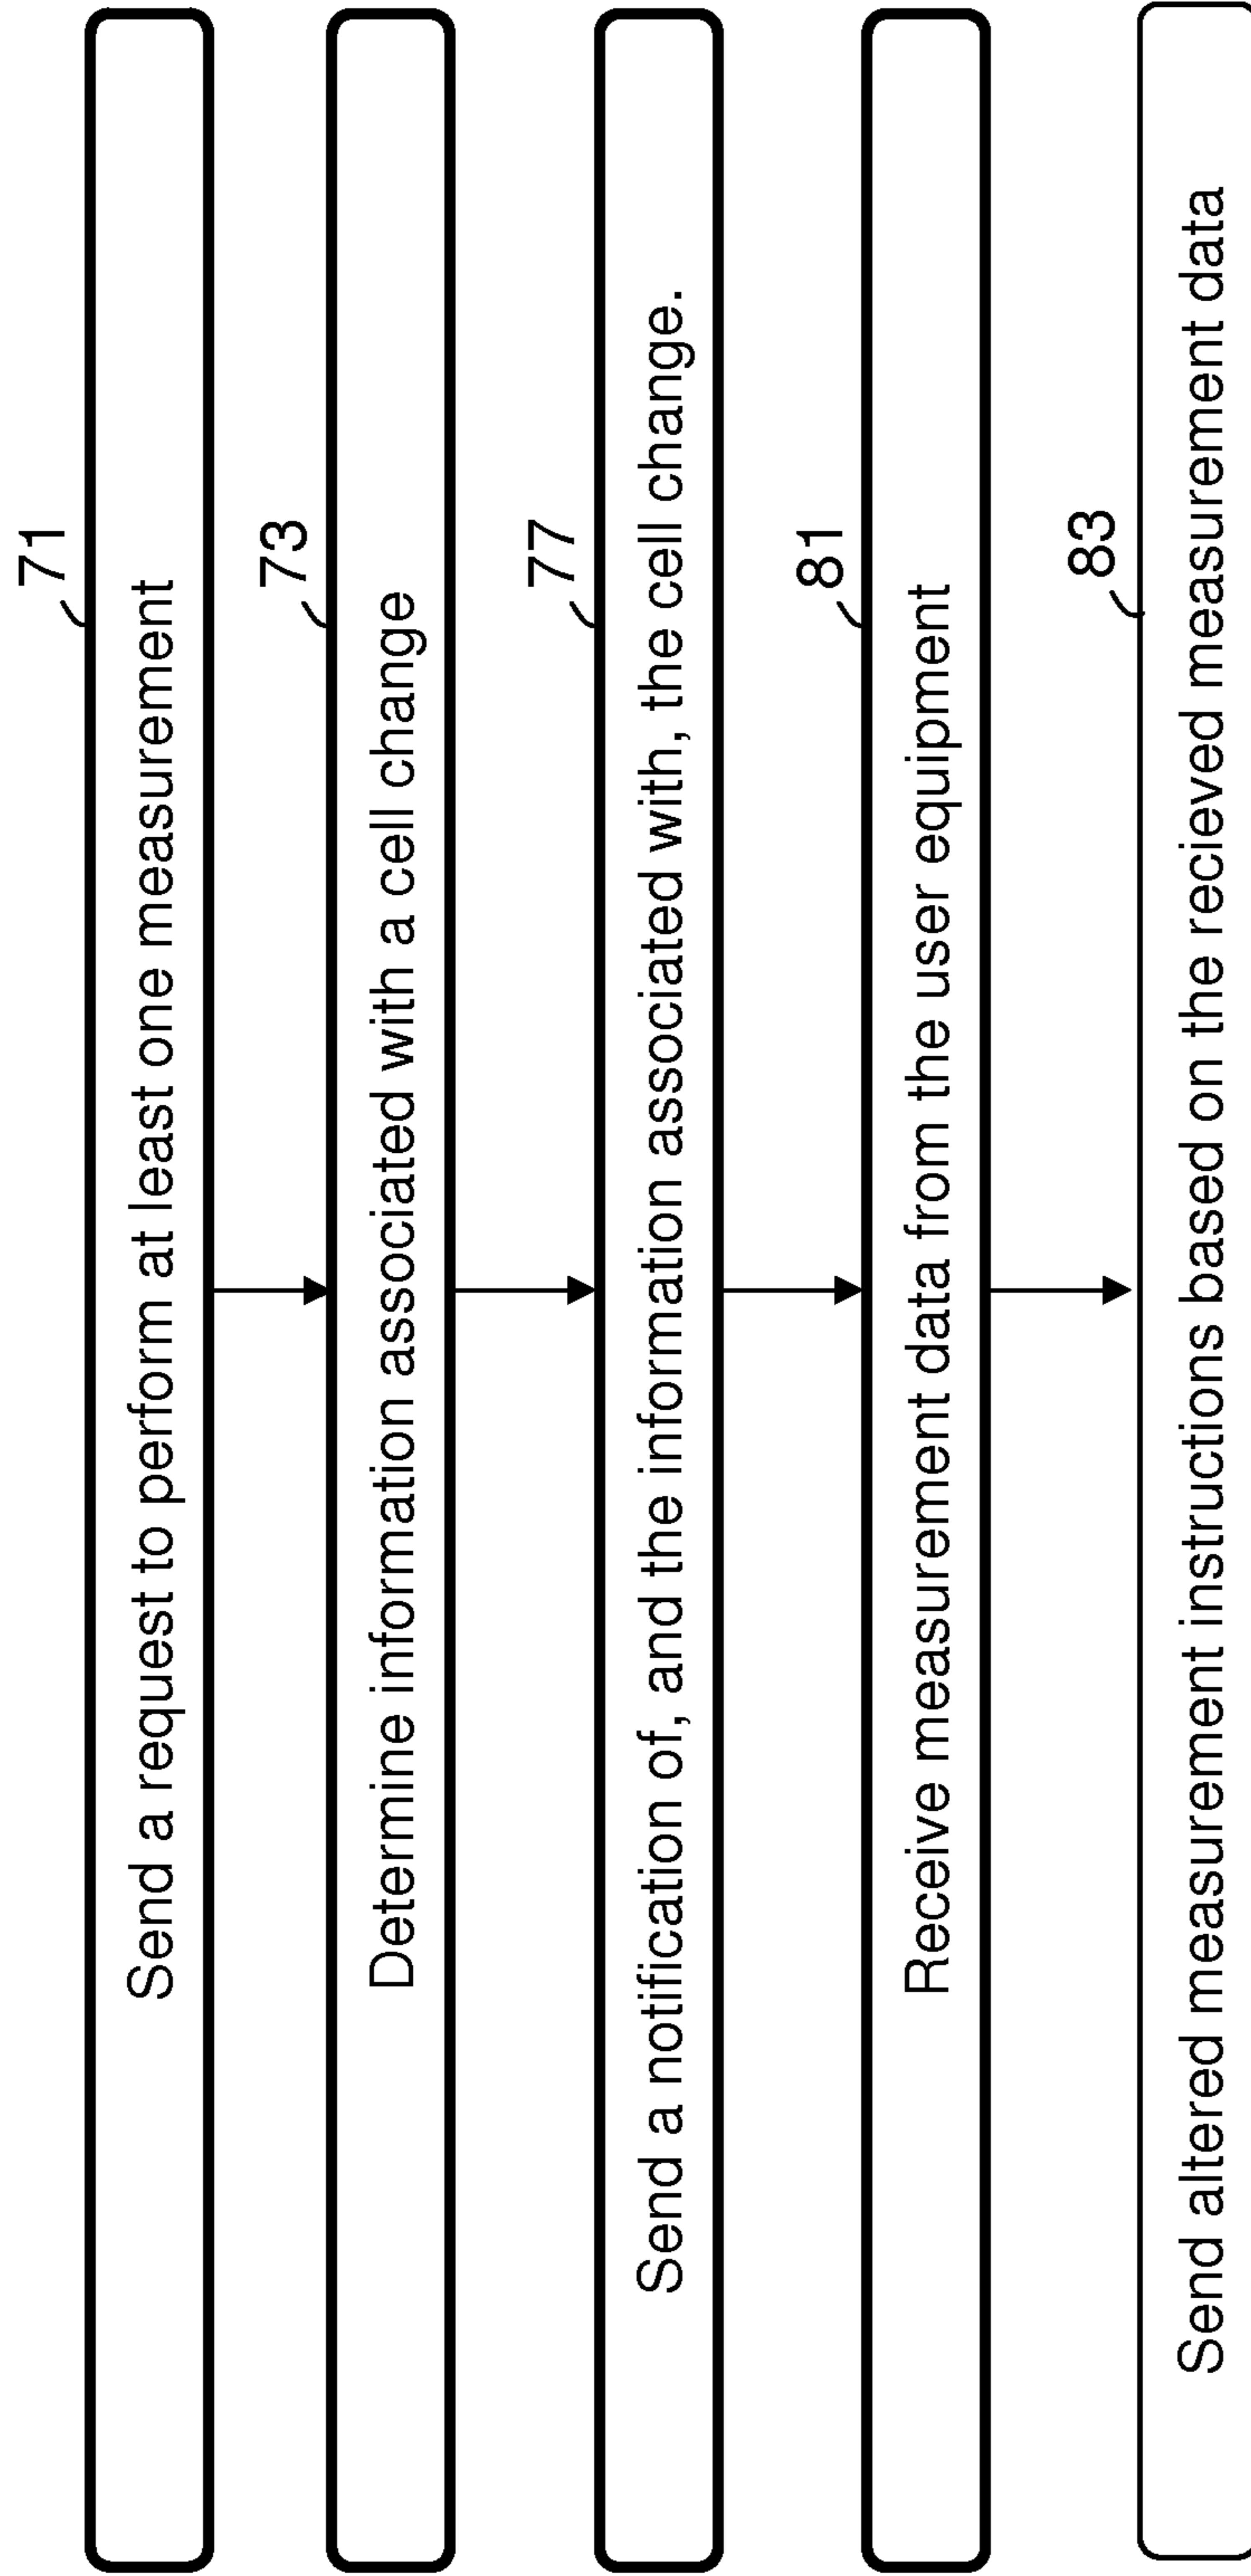 71
Send a request to perform at least one measurement
73
Determine information associated with a cell change
77
Send a notification of, and the information associated with, the cell change.
81
Receive measurement data from the user equipment
83
Send altered measurement instructions based on the recieved measurement data